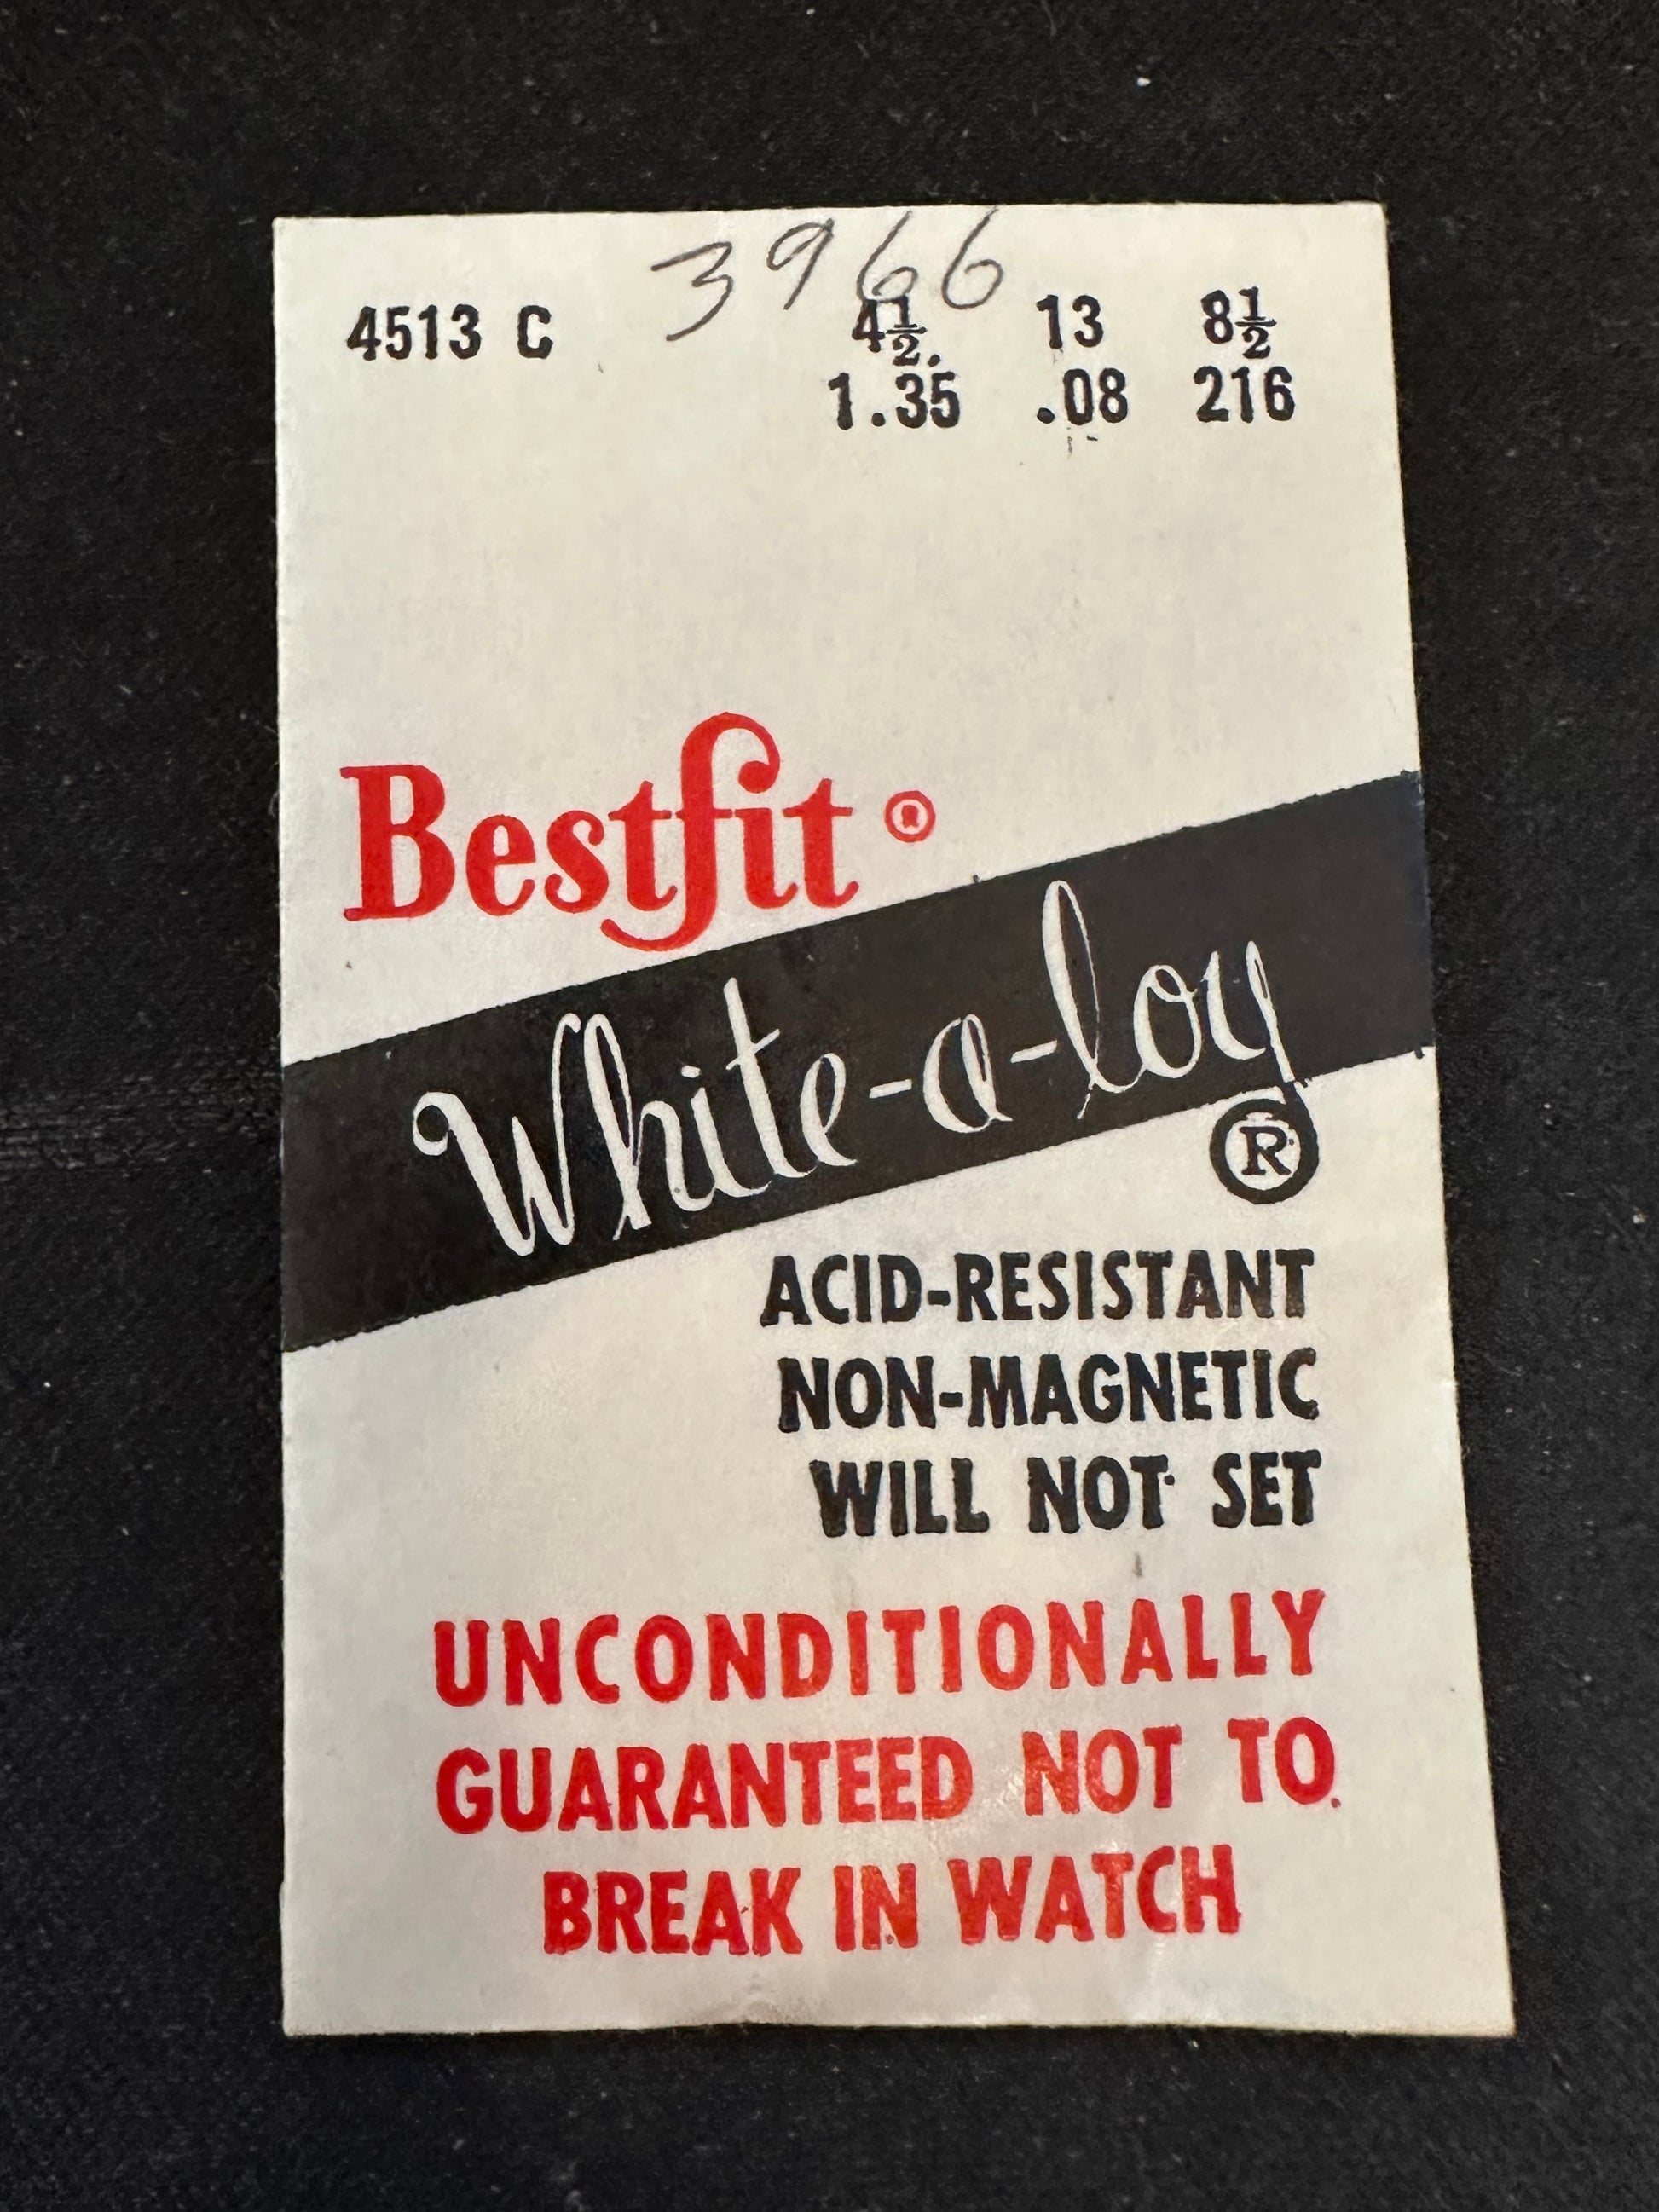 3966
4513 C 4½ 13 8½
1.35 .08 216
Bestfit ®
White-a-loy
®
ACID-RESISTANT
NON-MAGNETIC
WILL NOT SET
UNCONDITIONALLY
GUARANTEED NOT TO
BREAK IN WATCH